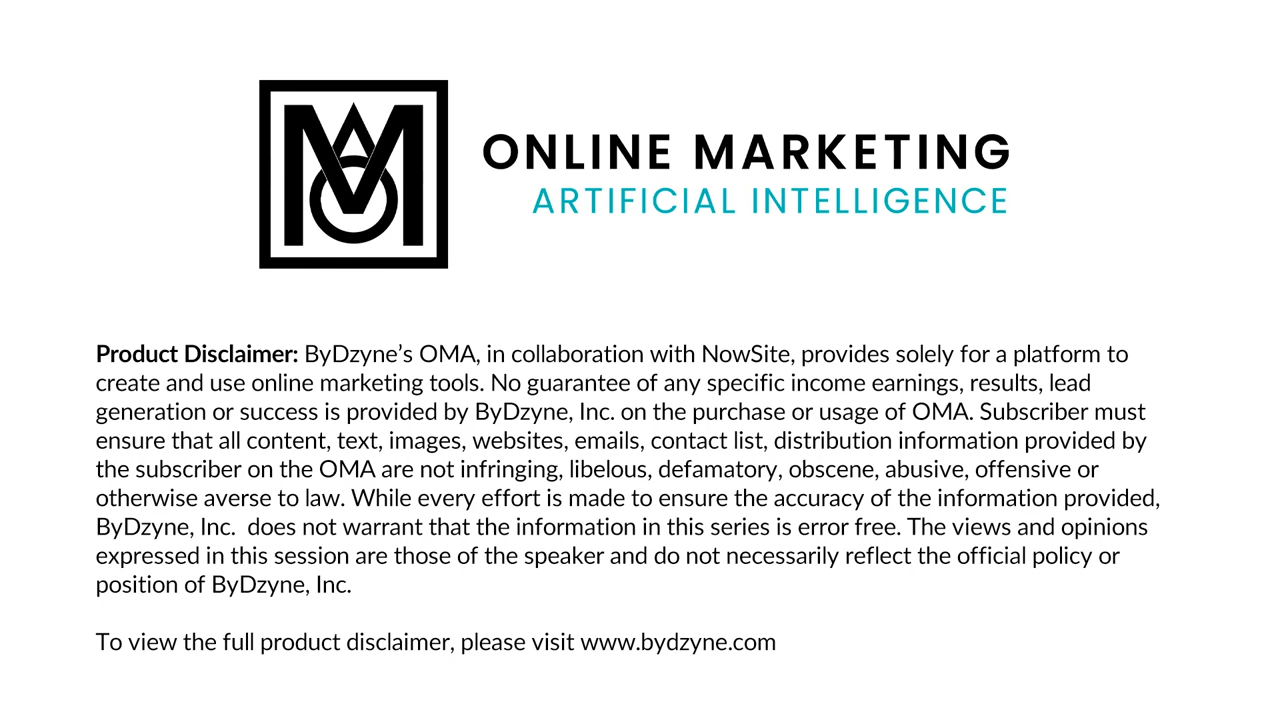 ONLINE MARKETING
ARTIFICIAL INTELLIGENCE
Product Disclaimer: ByDzyne’s OMA, in collaboration with NowSite, provides solely for a platform to
create and use online marketing tools. No guarantee of any specific income earnings, results, lead
generation or success is provided by ByDzyne, Inc. on the purchase or usage of OMA. Subscriber must
ensure that all content, text, images, websites, emails, contact list, distribution information provided by
the subscriber on the OMA are not infringing, libelous, defamatory, obscene, abusive, offensive or
otherwise averse to law. While every effort is made to ensure the accuracy of the information provided,
ByDzyne, Inc.  does not warrant that the information in this series is error free. The views and opinions
expressed in this session are those of the speaker and do not necessarily reflect the official policy or
position of ByDzyne, Inc.
To view the full product disclaimer, please visit www.bydzyne.com